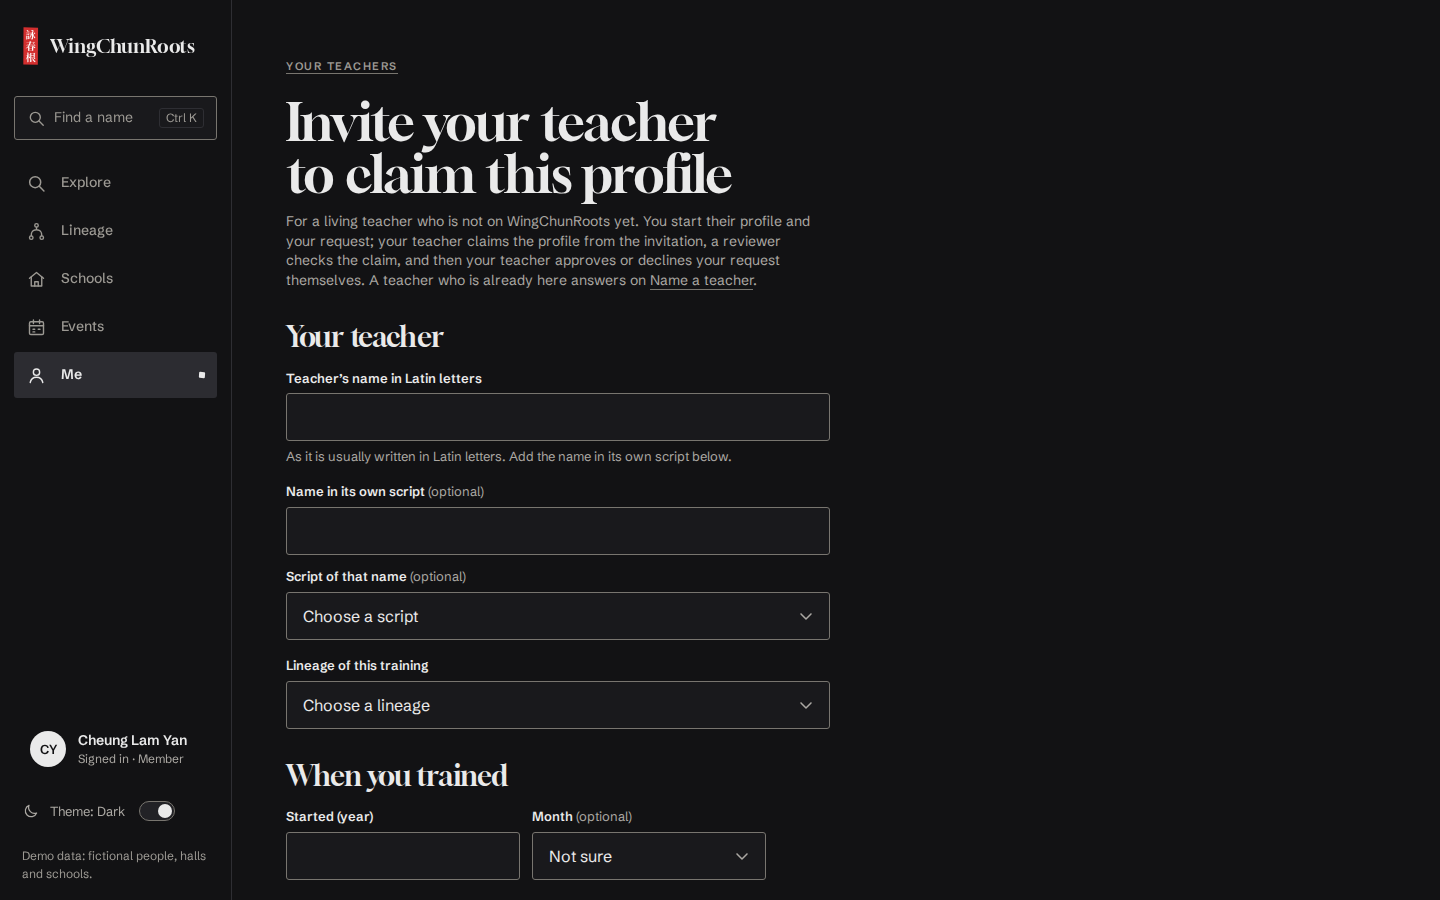 詠春根
WingChunRoots
Find a name
Ctrl K
Explore
Lineage
Schools
Events
Me
CY
Cheung Lam Yan
Signed in · Member
Theme: Dark
Demo data: fictional people, halls
and schools.
YOUR TEACHERS
Invite your teacher
to claim this profile
For a living teacher who is not on WingChunRoots yet. You start their profile and
your request; your teacher claims the profile from the invitation, a reviewer
checks the claim, and then your teacher approves or declines your request
themselves. A teacher who is already here answers on Name a teacher.
Your teacher
Teacher’s name in Latin letters
As it is usually written in Latin letters. Add the name in its own script below.
Name in its own script (optional)
Script of that name (optional)
Choose a script
Lineage of this training
Choose a lineage
When you trained
Started (year)
Month (optional)
Not sure